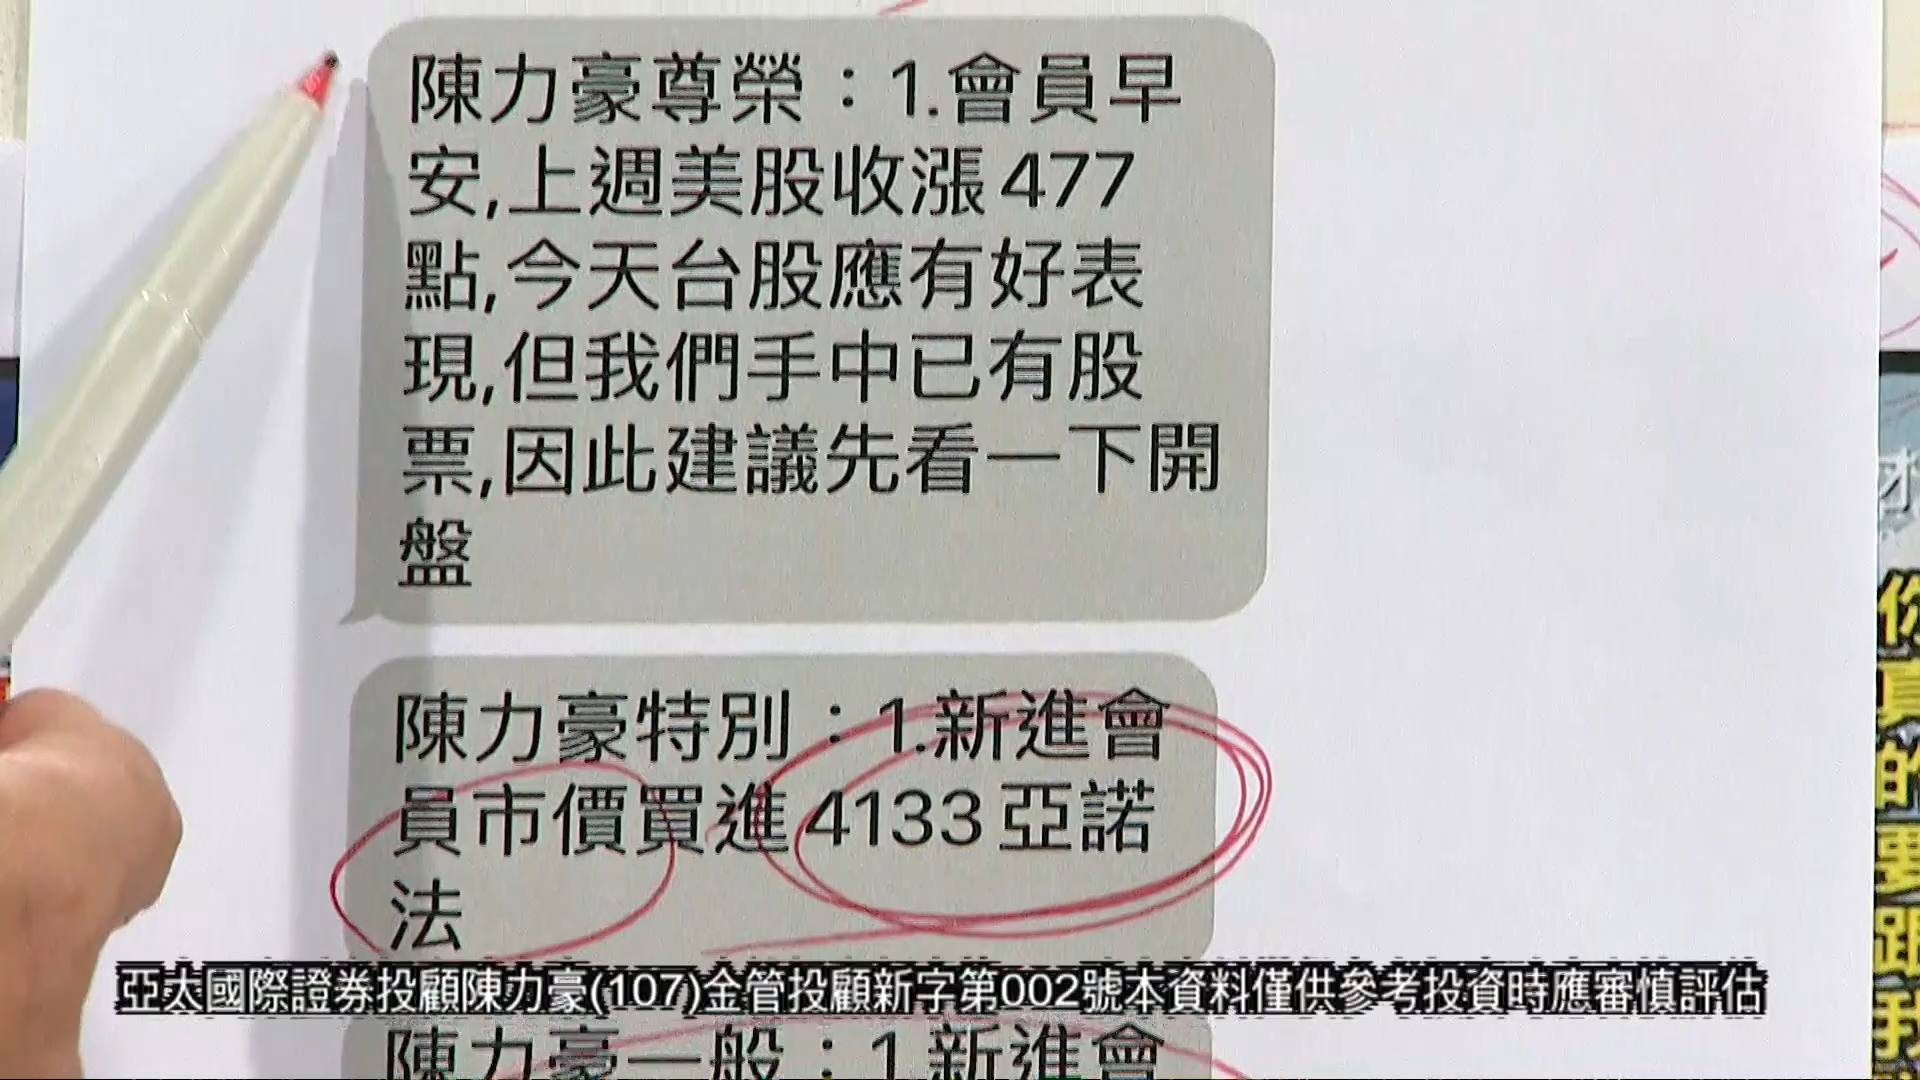 陳力豪尊榮：1.會員早
安,上週美股收漲477
點,今天台股應有好表
現,但我們手中已有股
票,因此建議先看一下開
盤
陳力豪特別：1.新進會
員市價買進4133亞諾
法
亞太國際證券投顧陳力豪(107)金管投顧新字第002號本資料僅供參考投資時應審慎評估
陳力豪一般：1.新進會
你
真
的
要
跟
我